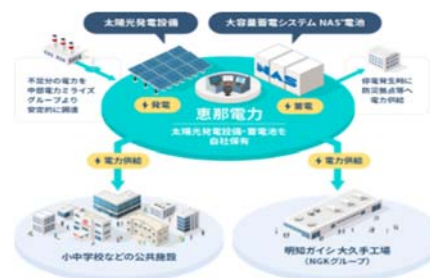 太陽光発電設備
大容量蓄電システム NAS®電池
不足分の電力を
中部電力ミライズ
グループより
安定的に調達
NAS
停電発生時に
防災拠点等へ
電力供給
発電
蓄電
恵那電力
太陽光発電設備・蓄電池を
自社保有
電力供給
電力供給
小中学校などの公共施設
明知ガイシ 大久手工場
(NGKグループ)